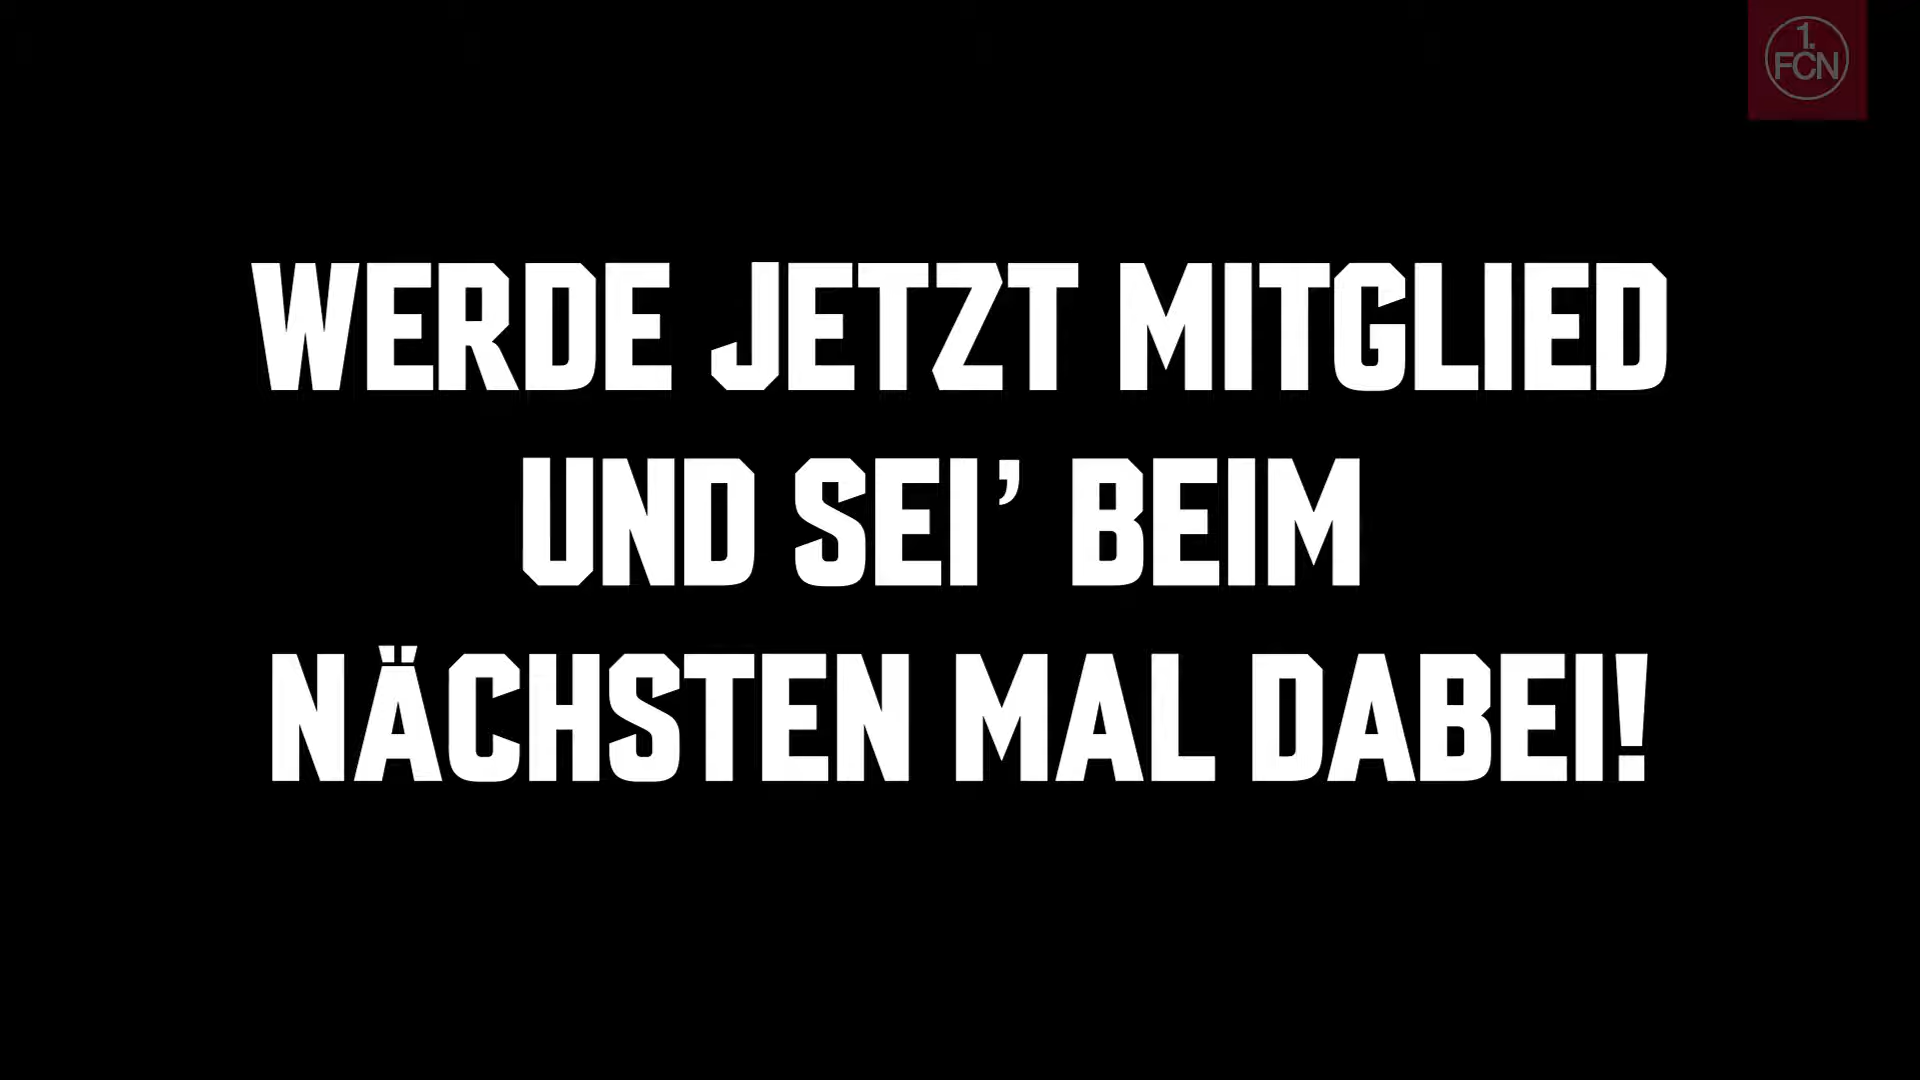 1.
FCN
WERDE JETZT MITGLIED
UND SEI’ BEIM
NÄCHSTEN MAL DABEI!